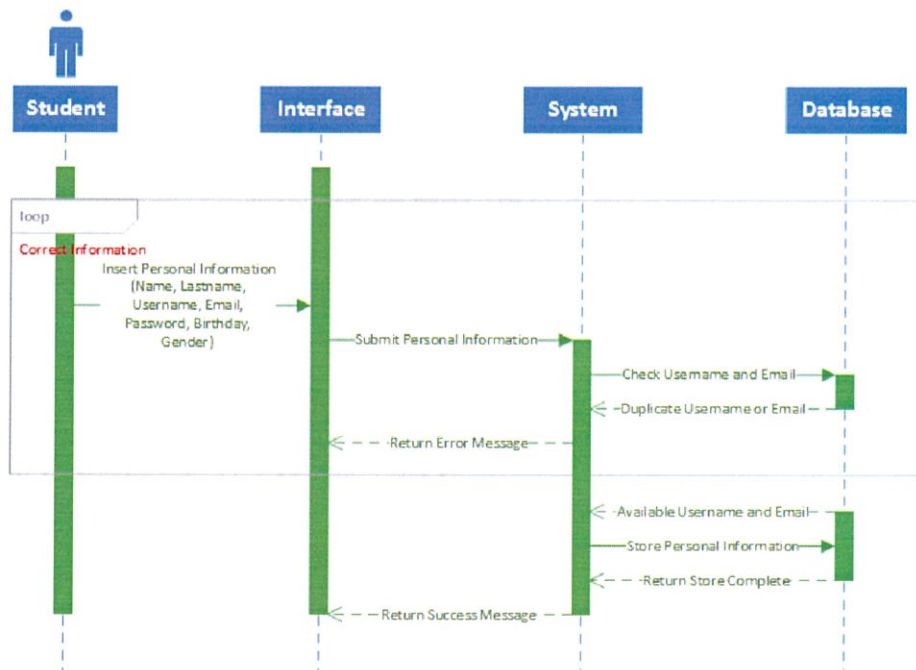 Student
Interface
System
Database
loop
Correct Information
Insert Personal Information
(Name, Lastname,
Username, Email,
Password, Birthday,
Gender)
Submit Personal Information
Check Username and Email
Duplicate Username or Email
Return Error Message
Available Username and Email
Store Personal Information
Return Store Complete
Return Success Message